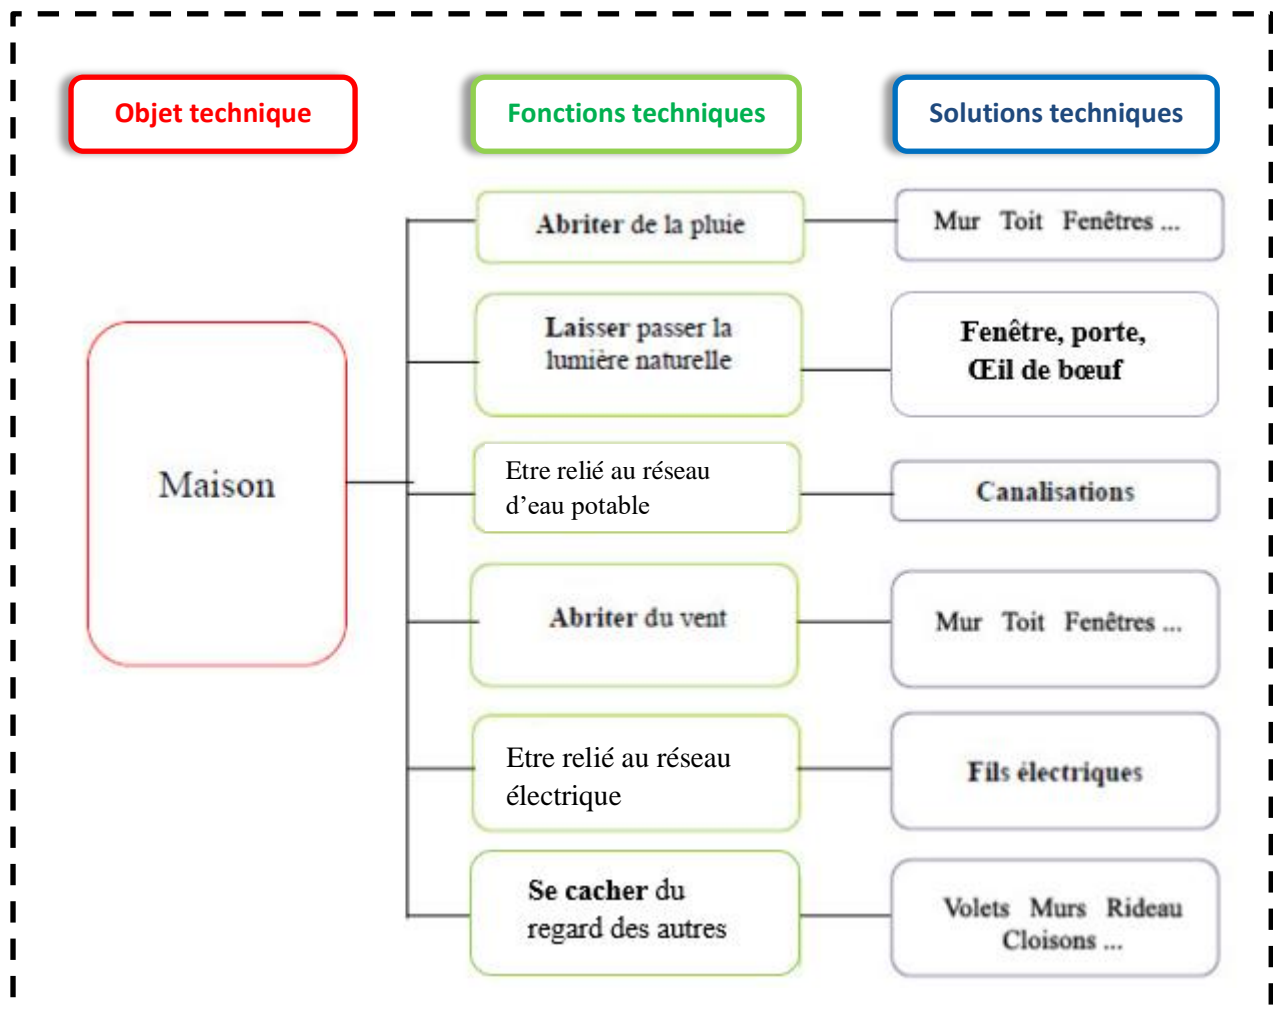 Objet technique
Fonctions techniques
Solutions techniques
Maison
Abriter de la pluie
Mur Toit Fenêtres ...
Laisser passer la
lumière naturelle
Fenêtre, porte,
Œil de bœuf
Etre relié au réseau
d’eau potable
Canalisations
Abriter du vent
Mur Toit Fenêtres ...
Etre relié au réseau
électrique
Fils électriques
Se cacher du
regard des autres
Volets Murs Rideau
Cloisons ...